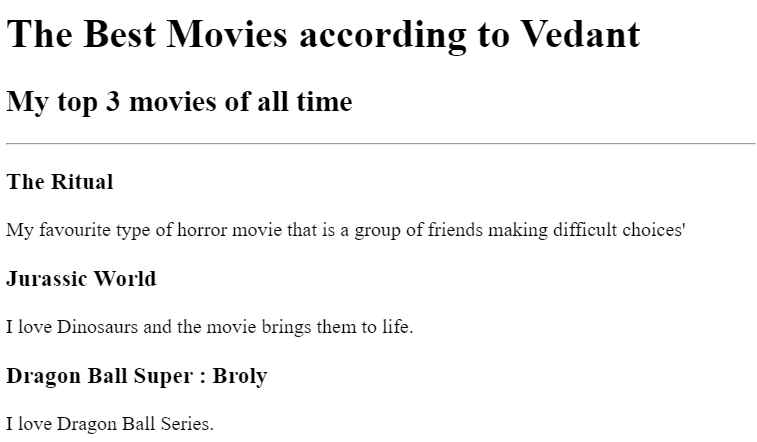 The Best Movies according to Vedant
My top 3 movies of all time
The Ritual
My favourite type of horror movie that is a group of friends making difficult choices'
Jurassic World
I love Dinosaurs and the movie brings them to life.
Dragon Ball Super : Broly
I love Dragon Ball Series.